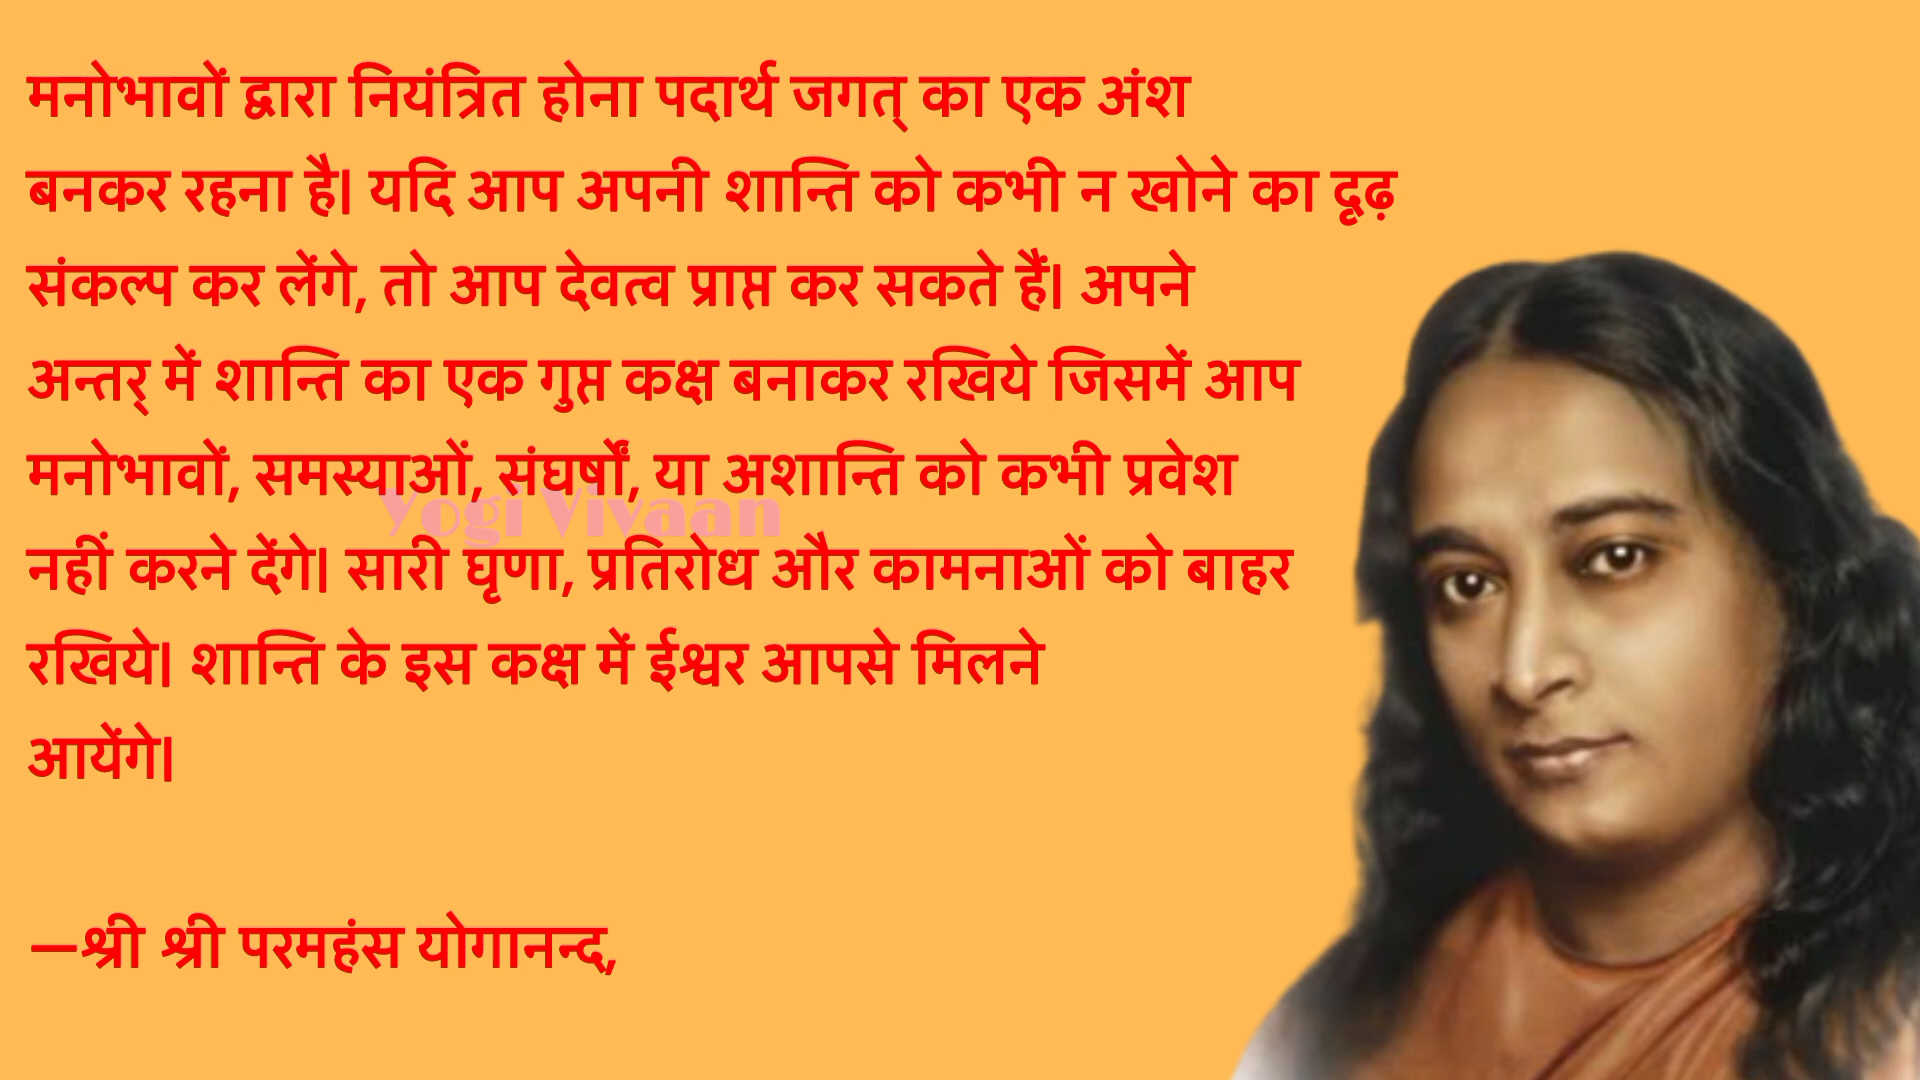 मनोभावों द्वारा नियंत्रित होना पदार्थ जगत् का एक अंश
बनकर रहना है। यदि आप अपनी शान्ति को कभी न खोने का दृढ़
संकल्प कर लेंगे, तो आप देवत्व प्राप्त कर सकते हैं। अपने
अन्तर् में शान्ति का एक गुप्त कक्ष बनाकर रखिये जिसमें आप
मनोभावों, समस्याओं, संघर्षों, या अशान्ति को कभी प्रवेश
Yogi Vivaan
नहीं करने देंगे। सारी घृणा, प्रतिरोध और कामनाओं को बाहर
रखिये। शान्ति के इस कक्ष में ईश्वर आपसे मिलने
आयेंगे।
—श्री श्री परमहंस योगानन्द,